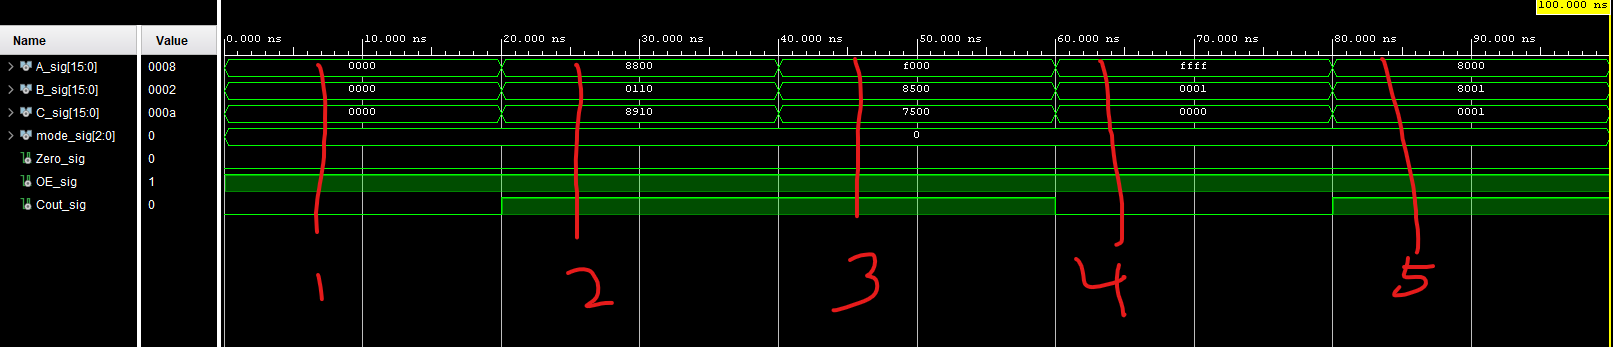 100.000 ns
Name Value
0.000 ns 10.000 ns 20.000 ns 30.000 ns 40.000 ns 50.000 ns 60.000 ns 70.000 ns 80.000 ns 90.000 ns
A_sig[15:0] 0008 0000 8800 f000 ffff 8000
B_sig[15:0] 0002 0000 0110 8500 0001 8001
C_sig[15:0] 000a 0000 8910 7500 0000 0001
mode_sig[2:0] 0 0
Zero_sig 0
OE_sig 1
Cout_sig 0
1 2 3 4 5